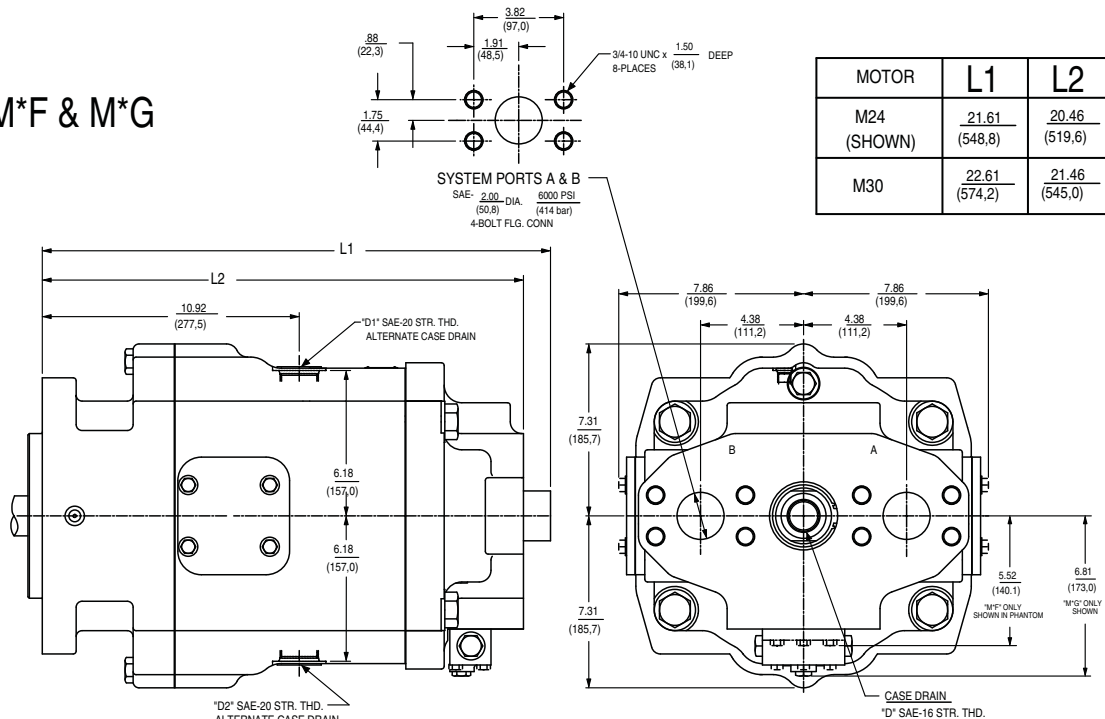 M*F & M*G
3.82
(97,0)
.88
(22,3)
1.91
(48,5)
3/4-10 UNC x 1.50 DEEP
(38,1)
8-PLACES
1.75
(44,4)
SYSTEM PORTS A & B
SAE- 2.00 DIA. 6000 PSI
(50,8) (414 bar)
4-BOLT FLG. CONN
MOTOR L1 L2
M24 21.61 20.46
(SHOWN) (548,8) (519,6)
M30 22.61 21.46
(574,2) (545,0)
L1
L2
10.92
(277,5)
"D1" SAE-20 STR. THD.
ALTERNATE CASE DRAIN
6.18
(157,0)
6.18
(157,0)
"D2" SAE-20 STR. THD.
ALTERNATE CASE DRAIN
7.86 7.86
(199,6) (199,6)
4.38 4.38
(111,2) (111,2)
7.31
(185,7)
B A
7.31
(185,7)
5.52
(140.1)
"M*F" ONLY
SHOWN IN PHANTOM
6.81
(173,0)
"M*G" ONLY
SHOWN
CASE DRAIN
"D" SAE-16 STR. THD.